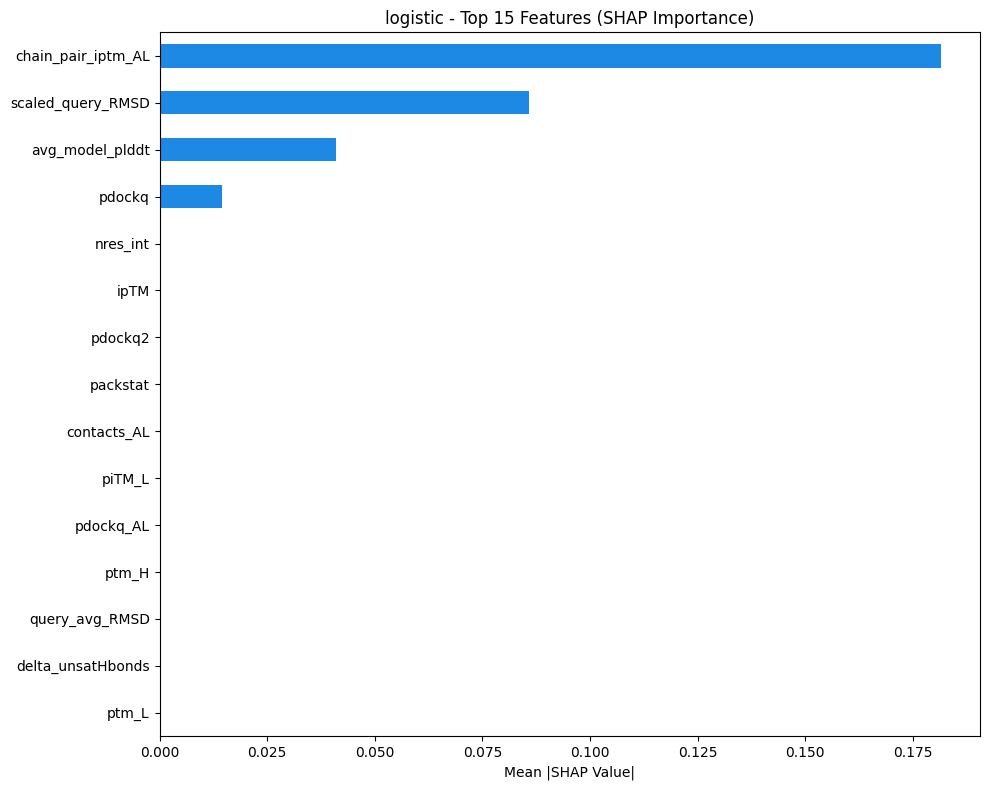 logistic - Top 15 Features (SHAP Importance)
chain_pair_iptm_AL
scaled_query_RMSD
avg_model_plddt
pdockq
nres_int
ipTM
pdockq2
packstat
contacts_AL
piTM_L
pdockq_AL
ptm_H
query_avg_RMSD
delta_unsatHbonds
ptm_L
0.000 0.025 0.050 0.075 0.100 0.125 0.150 0.175
Mean |SHAP Value|